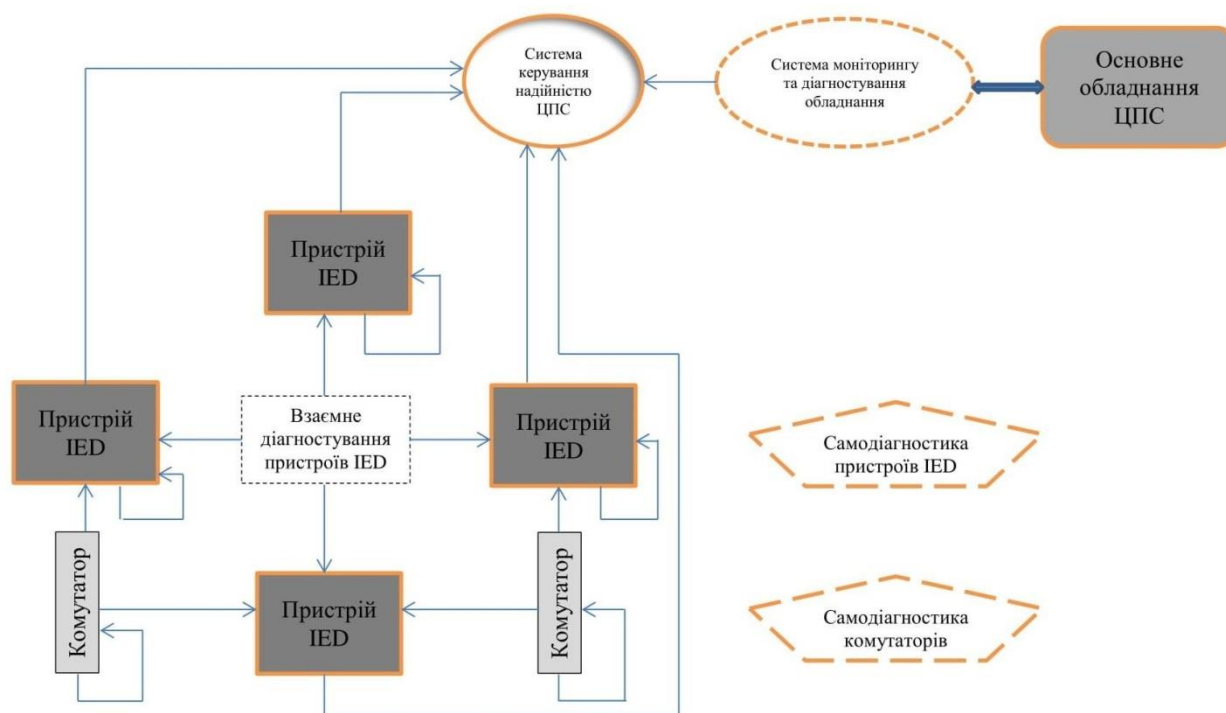 Система
керування
надійністю
ЦПС
Система моніторингу
та діагностування
обладнання
Основне
обладнання
ЦПС
Пристрій
IED
Пристрій
IED
Взаємне
діагностування
пристроїв IED
Пристрій
IED
Самодіагностика
пристроїв IED
Комутатор
Пристрій
IED
Комутатор
Самодіагностика
комутаторів